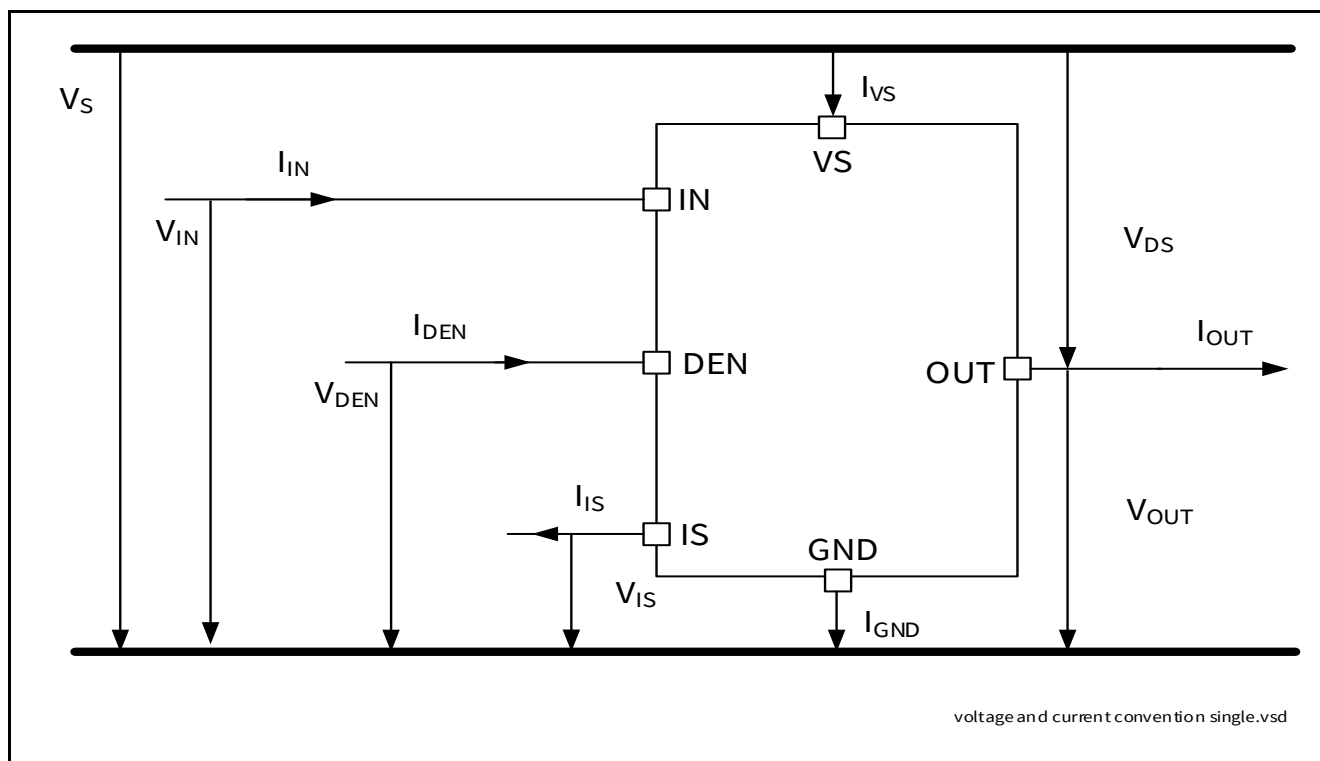 V_S
I_VS
VS
I_IN
IN
V_IN
V_DS
I_DEN
DEN
V_DEN
I_OUT
OUT
I_IS
IS
V_IS
V_OUT
GND
I_GND
voltage and current convention single.vsd